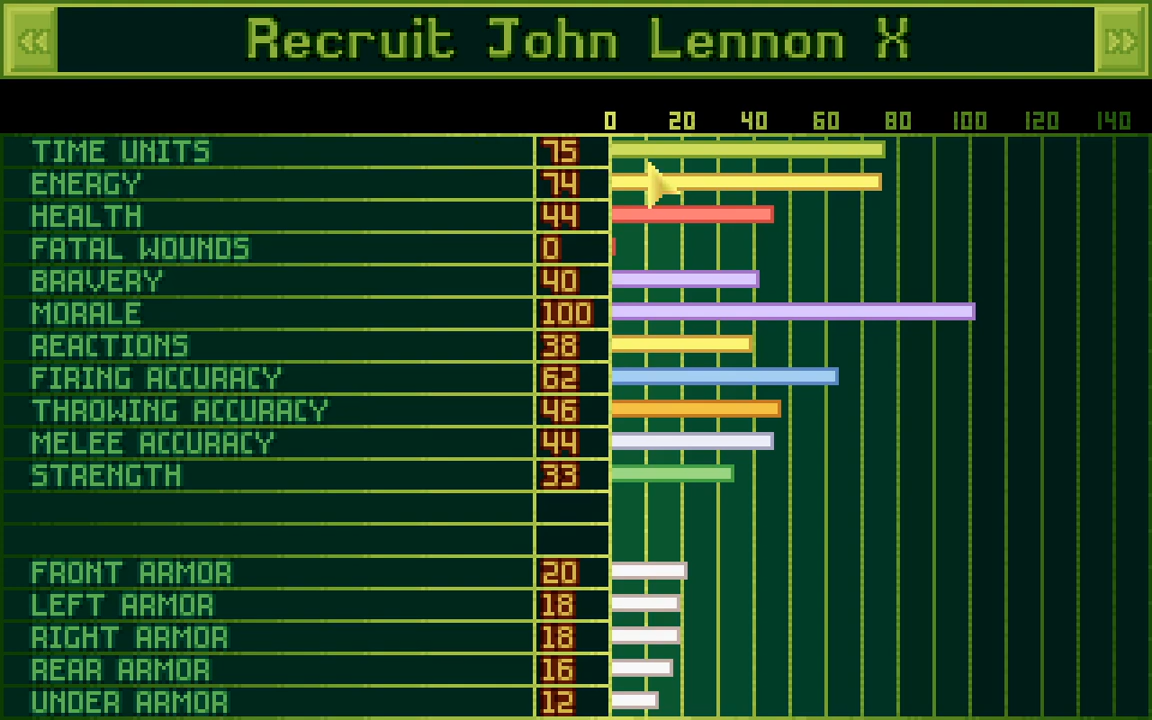 Recruit John Lennon X
0 20 40 60 80 100 120 140
TIME UNITS 75
ENERGY 74
HEALTH 44
FATAL WOUNDS 0
BRAVERY 40
MORALE 100
REACTIONS 38
FIRING ACCURACY 62
THROWING ACCURACY 46
MELEE ACCURACY 44
STRENGTH 33
FRONT ARMOR 20
LEFT ARMOR 18
RIGHT ARMOR 18
REAR ARMOR 16
UNDER ARMOR 12